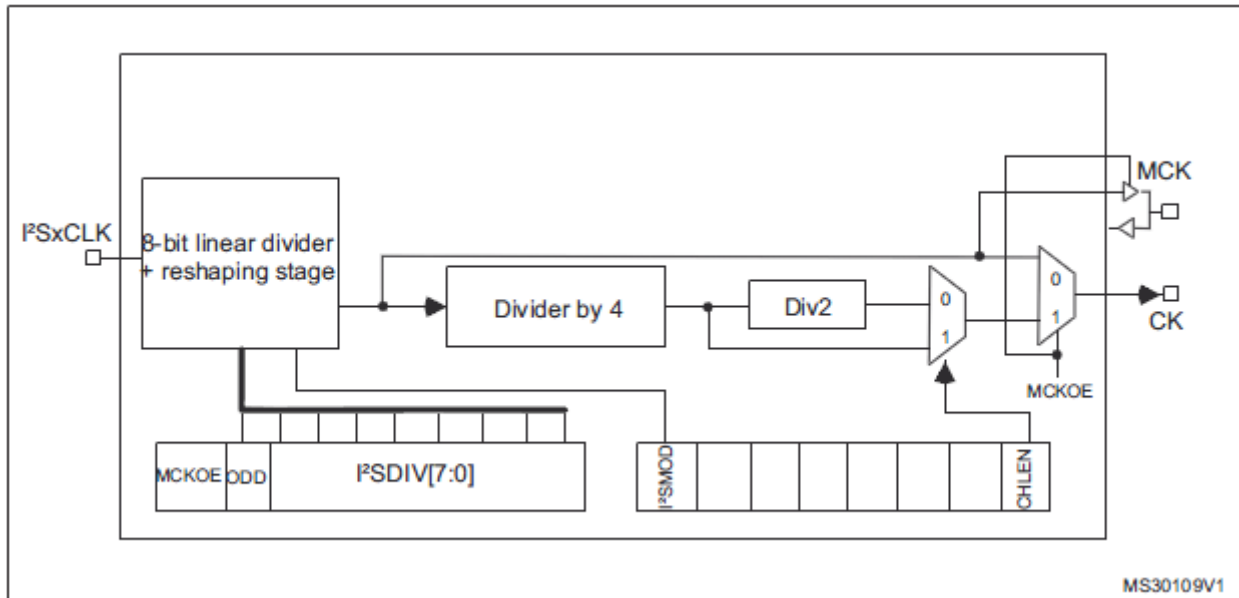 MCK
I²SxCLK
8-bit linear divider
+ reshaping stage
Divider by 4
Div2
0
1
0
1
CK
MCKOE
MCKOE
ODD
I²SDIV[7:0]
I²SMOD
CHLEN
MS30109V1